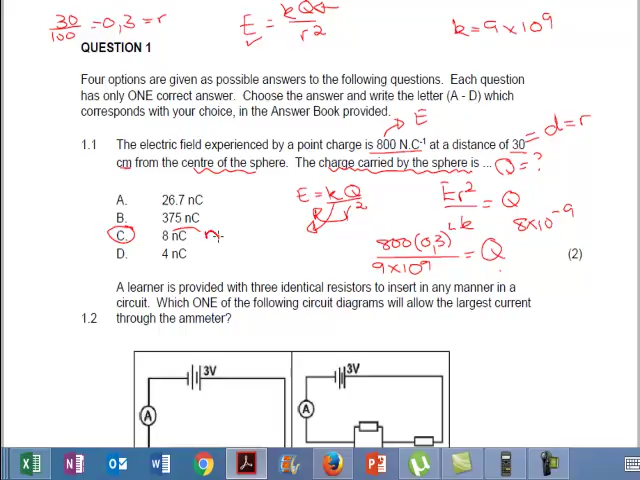 30/100 = 0,3 = r
E = kQ/r²
k = 9 x 10⁹
QUESTION 1
Four options are given as possible answers to the following questions. Each question
has only ONE correct answer. Choose the answer and write the letter (A - D) which
corresponds with your choice, in the Answer Book provided.
E
1.1 The electric field experienced by a point charge is 800 N.C⁻¹ at a distance of 30 = d = r
cm from the centre of the sphere. The charge carried by the sphere is ... Q = ?
A. 26.7 nC
B. 375 nC
C. 8 nC
D. 4 nC
E = kQ/r²
Er²/k = Q
8x10⁻⁹
800(0,3)²/9x10⁹ = Q
(2)
A learner is provided with three identical resistors to insert in any manner in a
circuit. Which ONE of the following circuit diagrams will allow the largest current
1.2 through the ammeter?
3V
3V
A
A